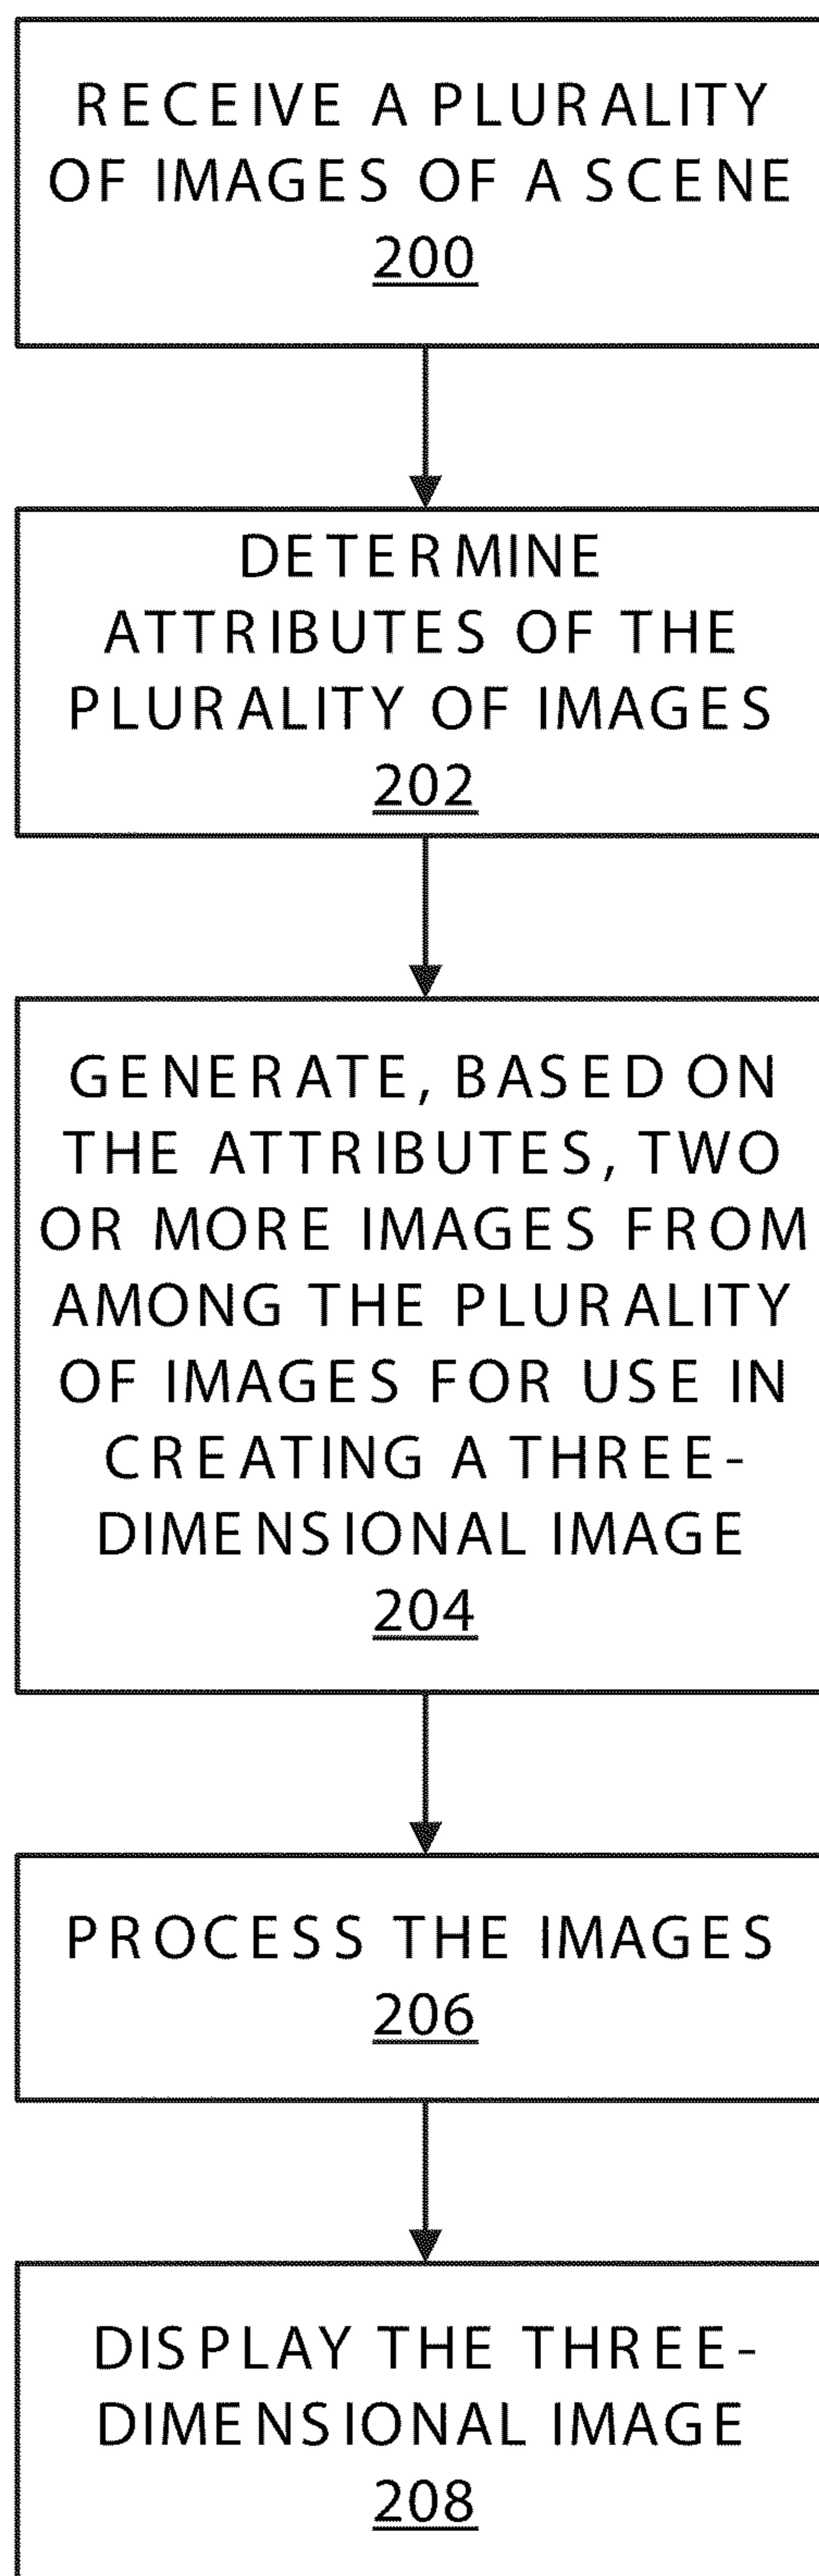 RECEIVE A PLURALITY
OF IMAGES OF A SCENE
200
DETERMINE
ATTRIBUTES OF THE
PLURALITY OF IMAGES
202
GENERATE, BASED ON
THE ATTRIBUTES, TWO
OR MORE IMAGES FROM
AMONG THE PLURALITY
OF IMAGES FOR USE IN
CREATING A THREE-
DIMENSIONAL IMAGE
204
PROCESS THE IMAGES
206
DISPLAY THE THREE-
DIMENSIONAL IMAGE
208